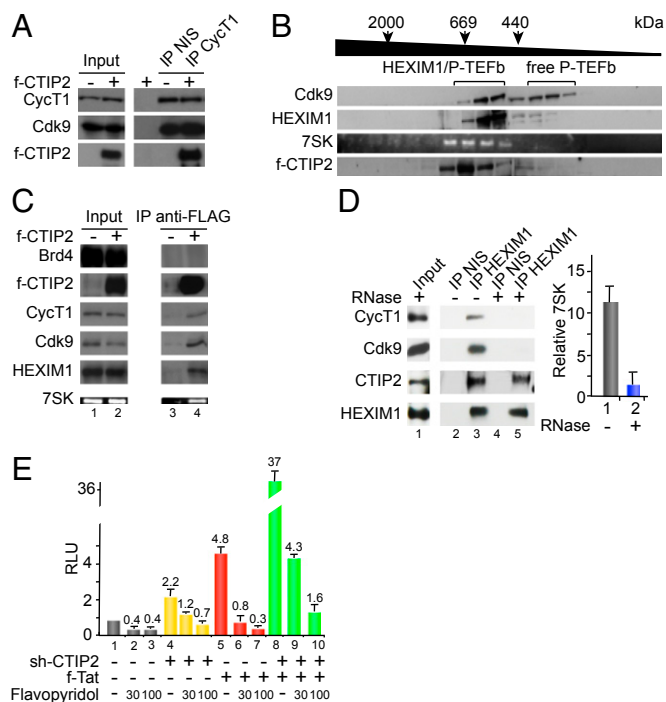 A
Input
IP NIS
IP CycT1
f-CTIP2 - + + - +
CycT1
Cdk9
f-CTIP2
B
2000 669 440 kDa
HEXIM1/P-TEFb free P-TEFb
Cdk9
HEXIM1
7SK
f-CTIP2
C
Input IP anti-FLAG
f-CTIP2 - + - +
Brd4
f-CTIP2
CycT1
Cdk9
HEXIM1
7SK
1 2 3 4
D
Input
IP NIS
IP HEXIM1
IP NIS
IP HEXIM1
RNase + - - + +
CycT1
Cdk9
CTIP2
HEXIM1
1 2 3 4 5
Relative 7SK
15
10
5
0
1 2
RNase - +
E
RLU
36
4
2
0
37
4.8
4.3
2.2
1.2
0.7
0.4 0.4
0.8
0.3
1.6
1 2 3 4 5 6 7 8 9 10
sh-CTIP2 - - - + + + - - - + + +
f-Tat - - - - - - + + + + + +
Flavopyridol - 30 100 - 30 100 - 30 100 - 30 100